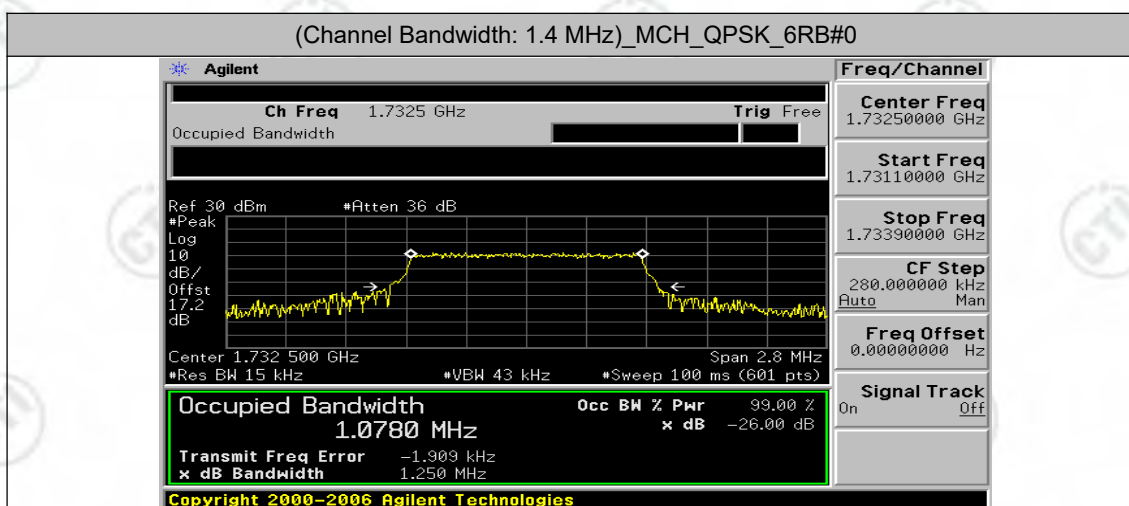 (Channel Bandwidth: 1.4 MHz)_MCH_QPSK_6RB#0
Agilent
Freq/Channel
Ch Freq 1.7325 GHz Trig Free
Occupied Bandwidth
Center Freq
1.73250000 GHz
Start Freq
1.73110000 GHz
Stop Freq
1.73390000 GHz
CF Step
280.000000 kHz
Auto Man
Freq Offset
0.00000000 Hz
Signal Track
On Off
Ref 30 dBm #Atten 36 dB
#Peak
Log
10
dB/
Offst
17.2
dB
Center 1.732 500 GHz Span 2.8 MHz
#Res BW 15 kHz #VBW 43 kHz #Sweep 100 ms (601 pts)
Occupied Bandwidth Occ BW % Pwr 99.00 %
1.0780 MHz x dB -26.00 dB
Transmit Freq Error -1.909 kHz
x dB Bandwidth 1.250 MHz
Copyright 2000-2006 Agilent Technologies